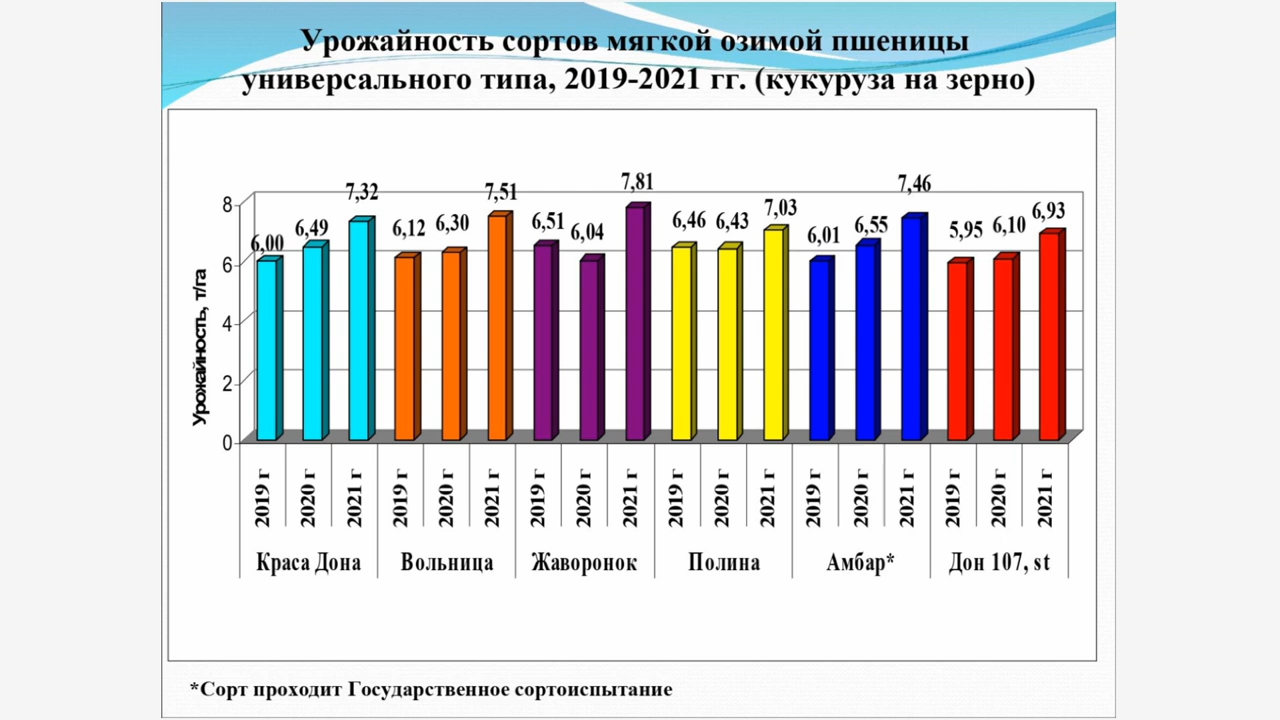 Урожайность сортов мягкой озимой пшеницы
универсального типа, 2019-2021 гг. (кукуруза на зерно)
Урожайность, т/га
8
6
4
2
0
6,00 6,49 7,32 6,12 6,30 7,51 6,51 6,04 7,81 6,46 6,43 7,03 6,01 6,55 7,46 5,95 6,10 6,93
2019 г 2020 г 2021 г 2019 г 2020 г 2021 г 2019 г 2020 г 2021 г 2019 г 2020 г 2021 г 2019 г 2020 г 2021 г 2019 г 2020 г 2021 г
Краса Дона Вольница Жаворонок Полина Амбар* Дон 107, st
*Сорт проходит Государственное сортоиспытание